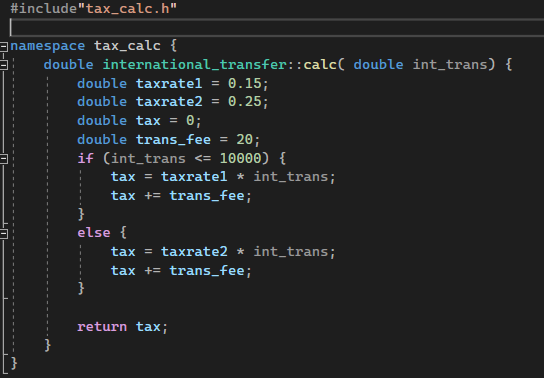 #include"tax_calc.h"
namespace tax_calc {
double international_transfer::calc( double int_trans) {
double taxrate1 = 0.15;
double taxrate2 = 0.25;
double tax = 0;
double trans_fee = 20;
if (int_trans <= 10000) {
tax = taxrate1 * int_trans;
tax += trans_fee;
}
else {
tax = taxrate2 * int_trans;
tax += trans_fee;
}
return tax;
}
}